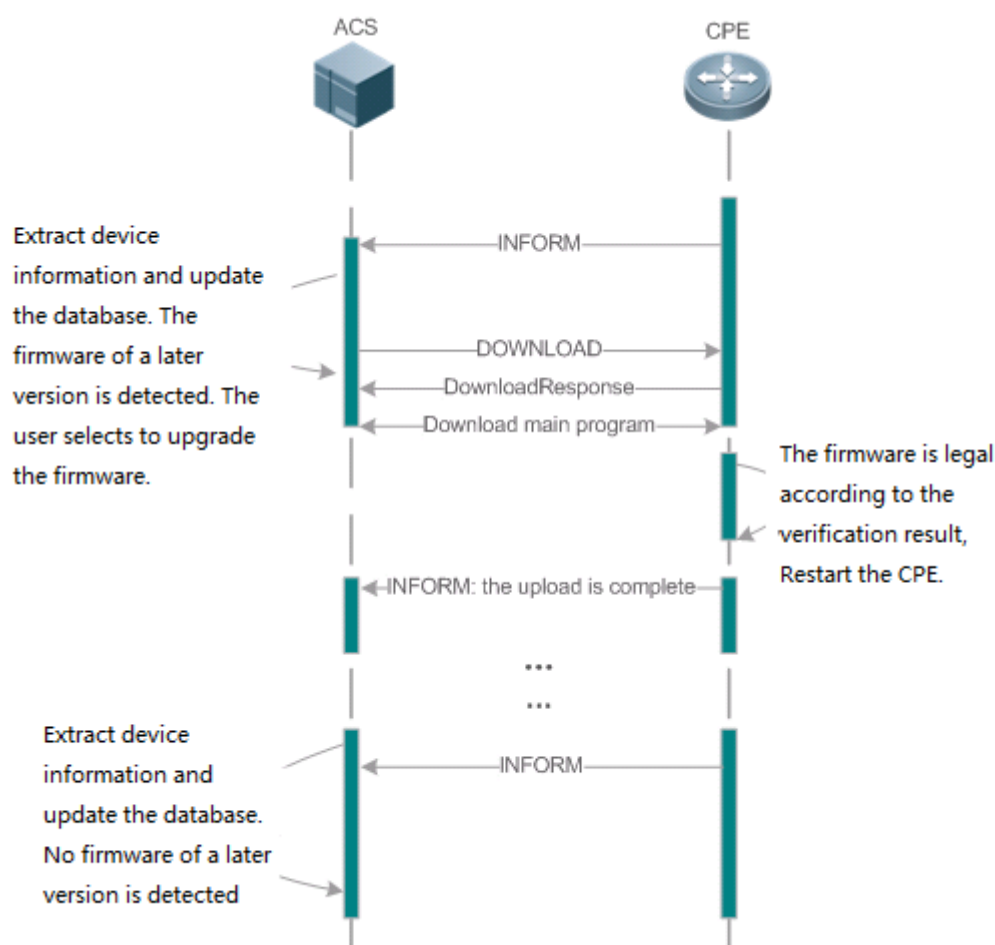 ACS
CPE
INFORM
Extract device
information and update
the database. The
firmware of a later
version is detected. The
user selects to upgrade
the firmware.
DOWNLOAD
DownloadResponse
Download main program
The firmware is legal
according to the
verification result,
Restart the CPE.
INFORM: the upload is complete
...
...
Extract device
information and
update the database.
No firmware of a later
version is detected
INFORM